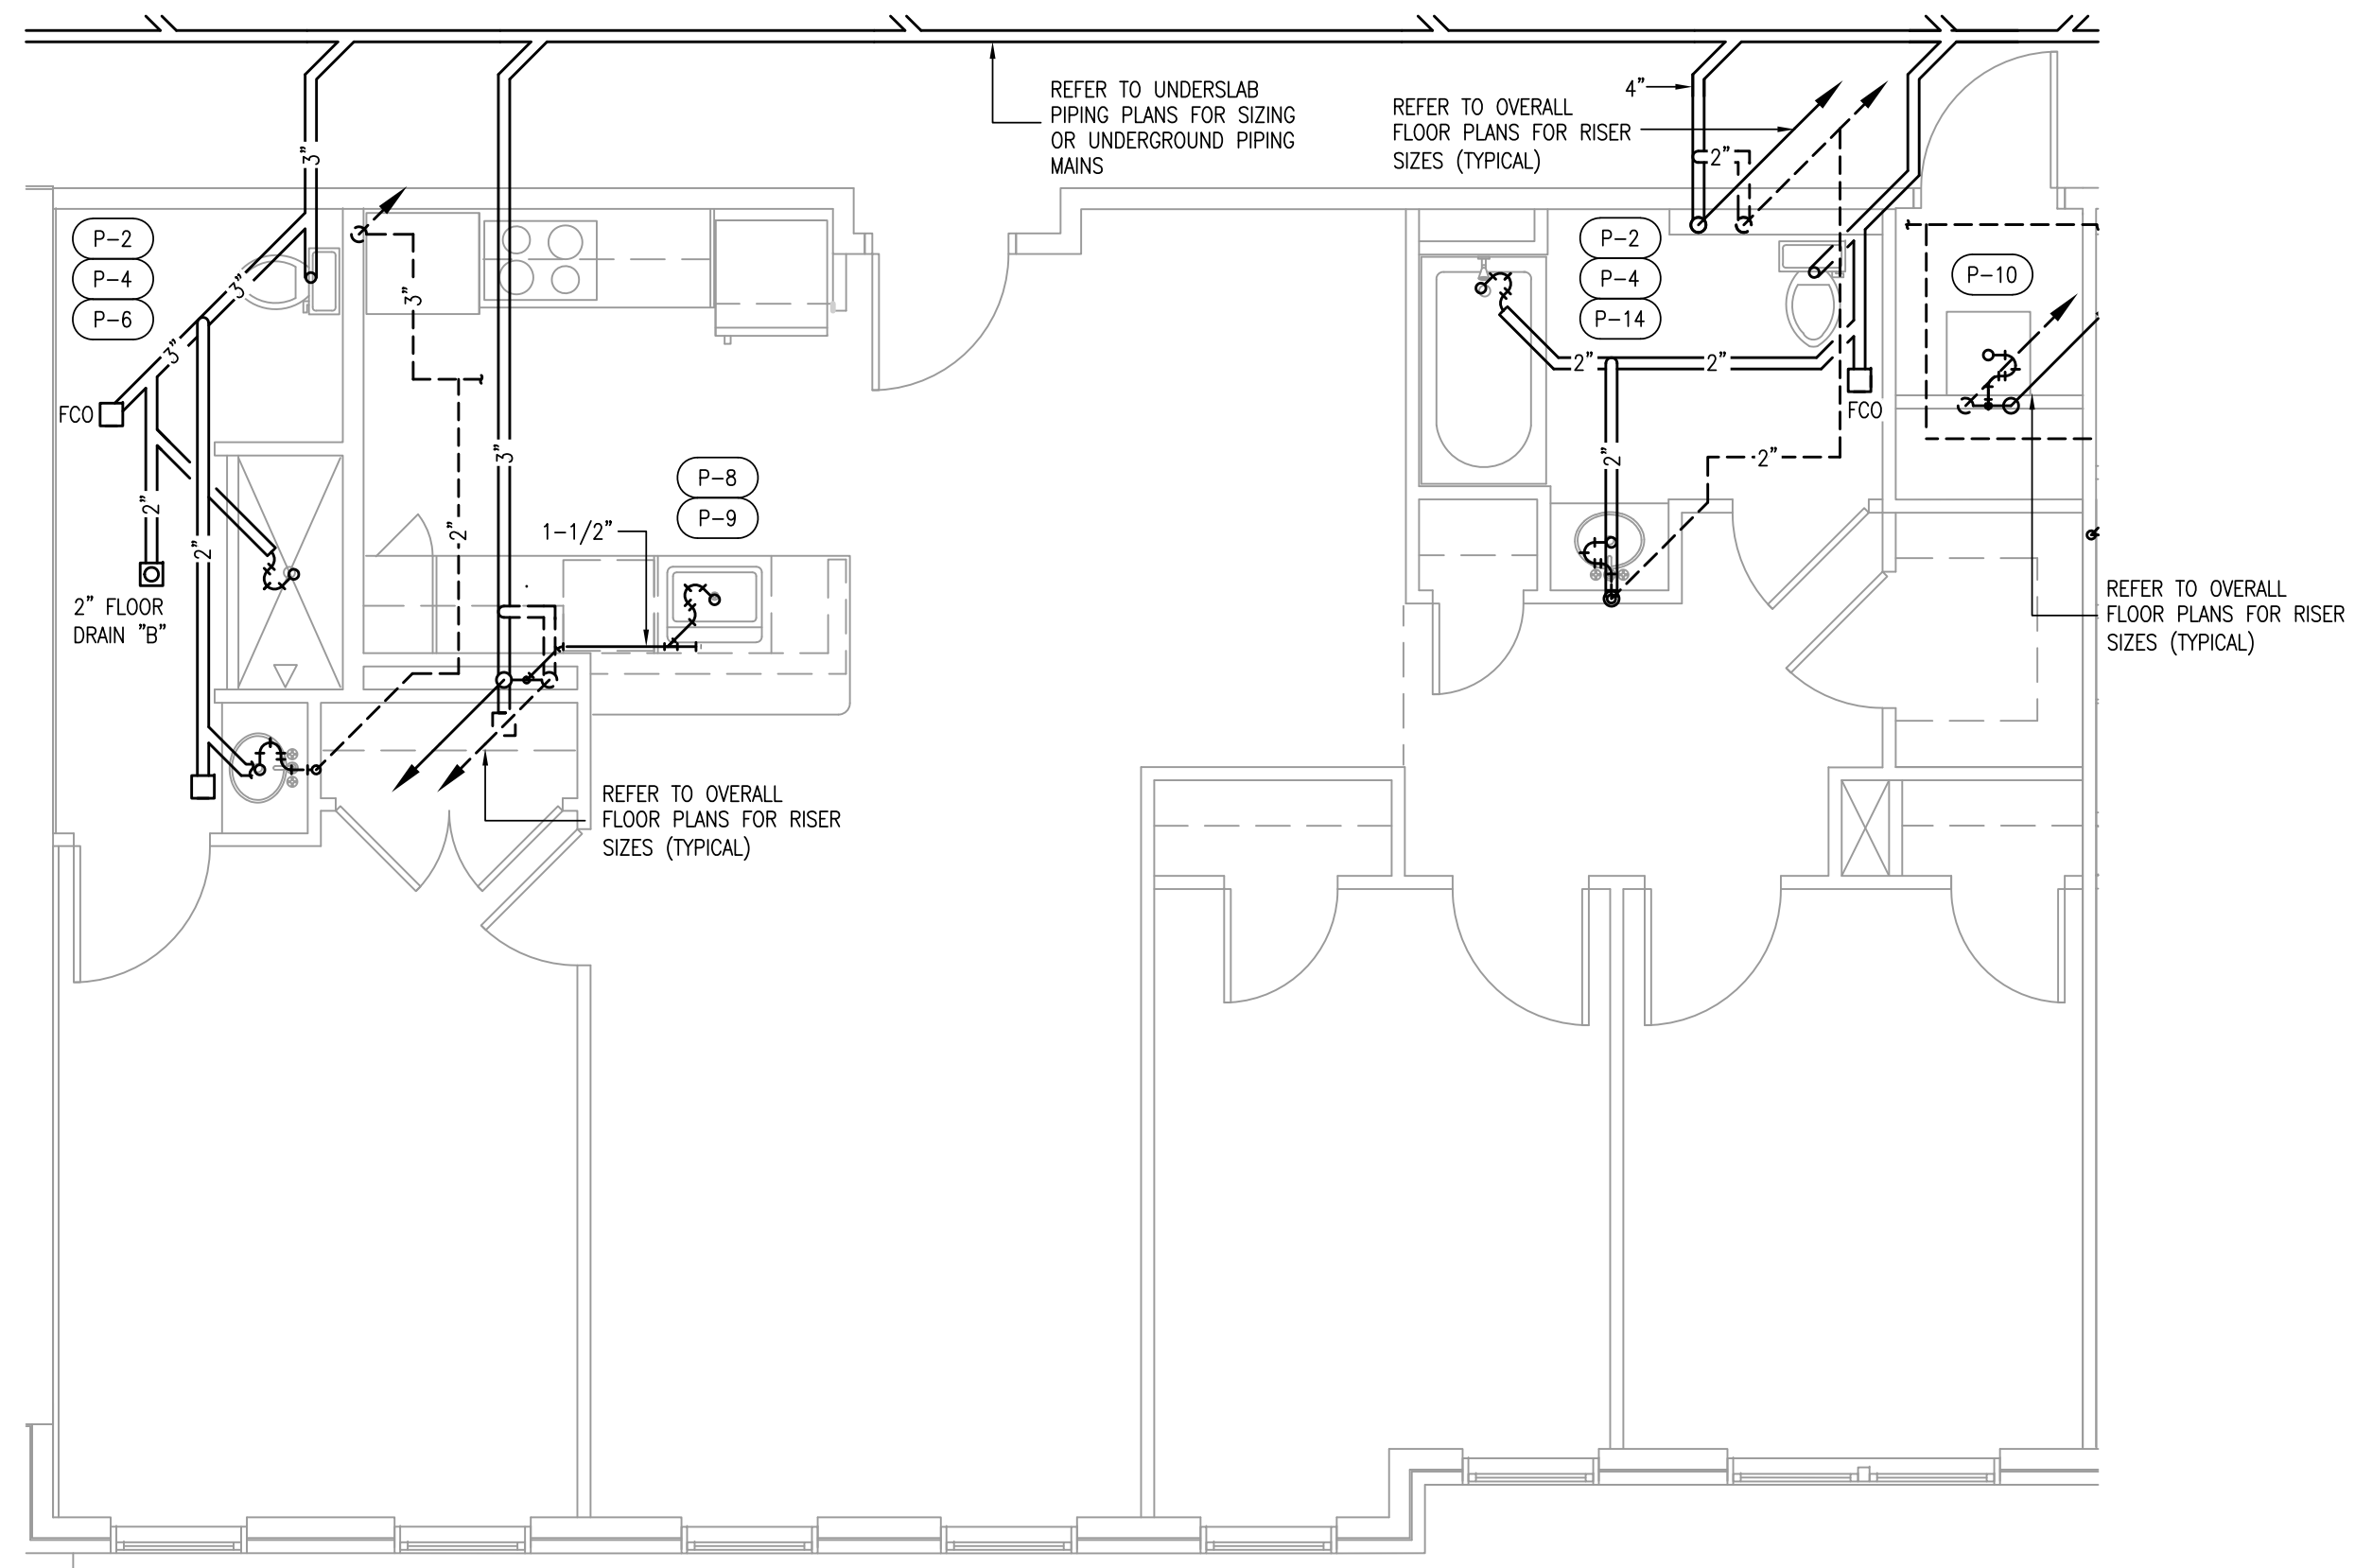 REFER TO UNDERSLAB
PIPING PLANS FOR SIZING
OR UNDERGROUND PIPING
MAINS
4"
REFER TO OVERALL
FLOOR PLANS FOR RISER
SIZES (TYPICAL)
3"
2"
P-2
P-4
P-6
3"
3"
3"
P-2
P-4
P-14
P-10
2"
2"
FCO
FCO
3"
2"
2"
P-8
P-9
2"
2"
2"
1-1/2"
2" FLOOR
DRAIN "B"
REFER TO OVERALL
FLOOR PLANS FOR RISER
SIZES (TYPICAL)
REFER TO OVERALL
FLOOR PLANS FOR RISER
SIZES (TYPICAL)